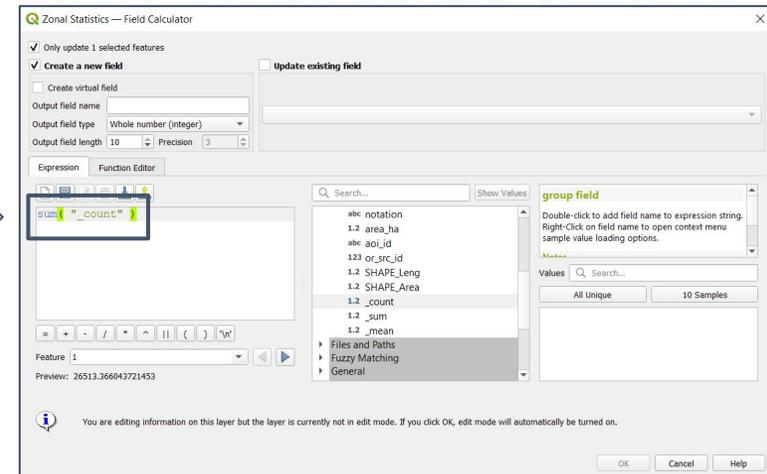 Zonal Statistics — Field Calculator
Only update 1 selected features
Create a new field
Update existing field
Create virtual field
Output field name
Output field type Whole number (integer)
Output field length 10 Precision 3
Expression Function Editor
sum( "_count" )
Search... Show Values
abc notation
1.2 area_ha
abc aoi_id
123 or_src_id
1.2 SHAPE_Leng
1.2 SHAPE_Area
1.2 _count
1.2 _sum
1.2 _mean
Files and Paths
Fuzzy Matching
General
group field
Double-click to add field name to expression string.
Right-Click on field name to open context menu
sample value loading options.
Notes
Values Search...
All Unique 10 Samples
= + - / * ^ || ( ) '\n'
Feature 1
Preview: 26513.366043721453
You are editing information on this layer but the layer is currently not in edit mode. If you click OK, edit mode will automatically be turned on.
OK Cancel Help